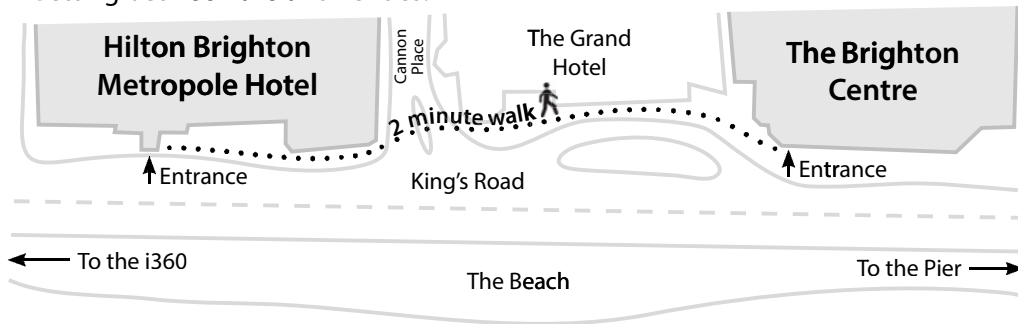 Hilton Brighton
Metropole Hotel
Cannon
Place
The Grand
Hotel
The Brighton
Centre
2 minute walk
Entrance
King's Road
Entrance
To the i360
The Beach
To the Pier